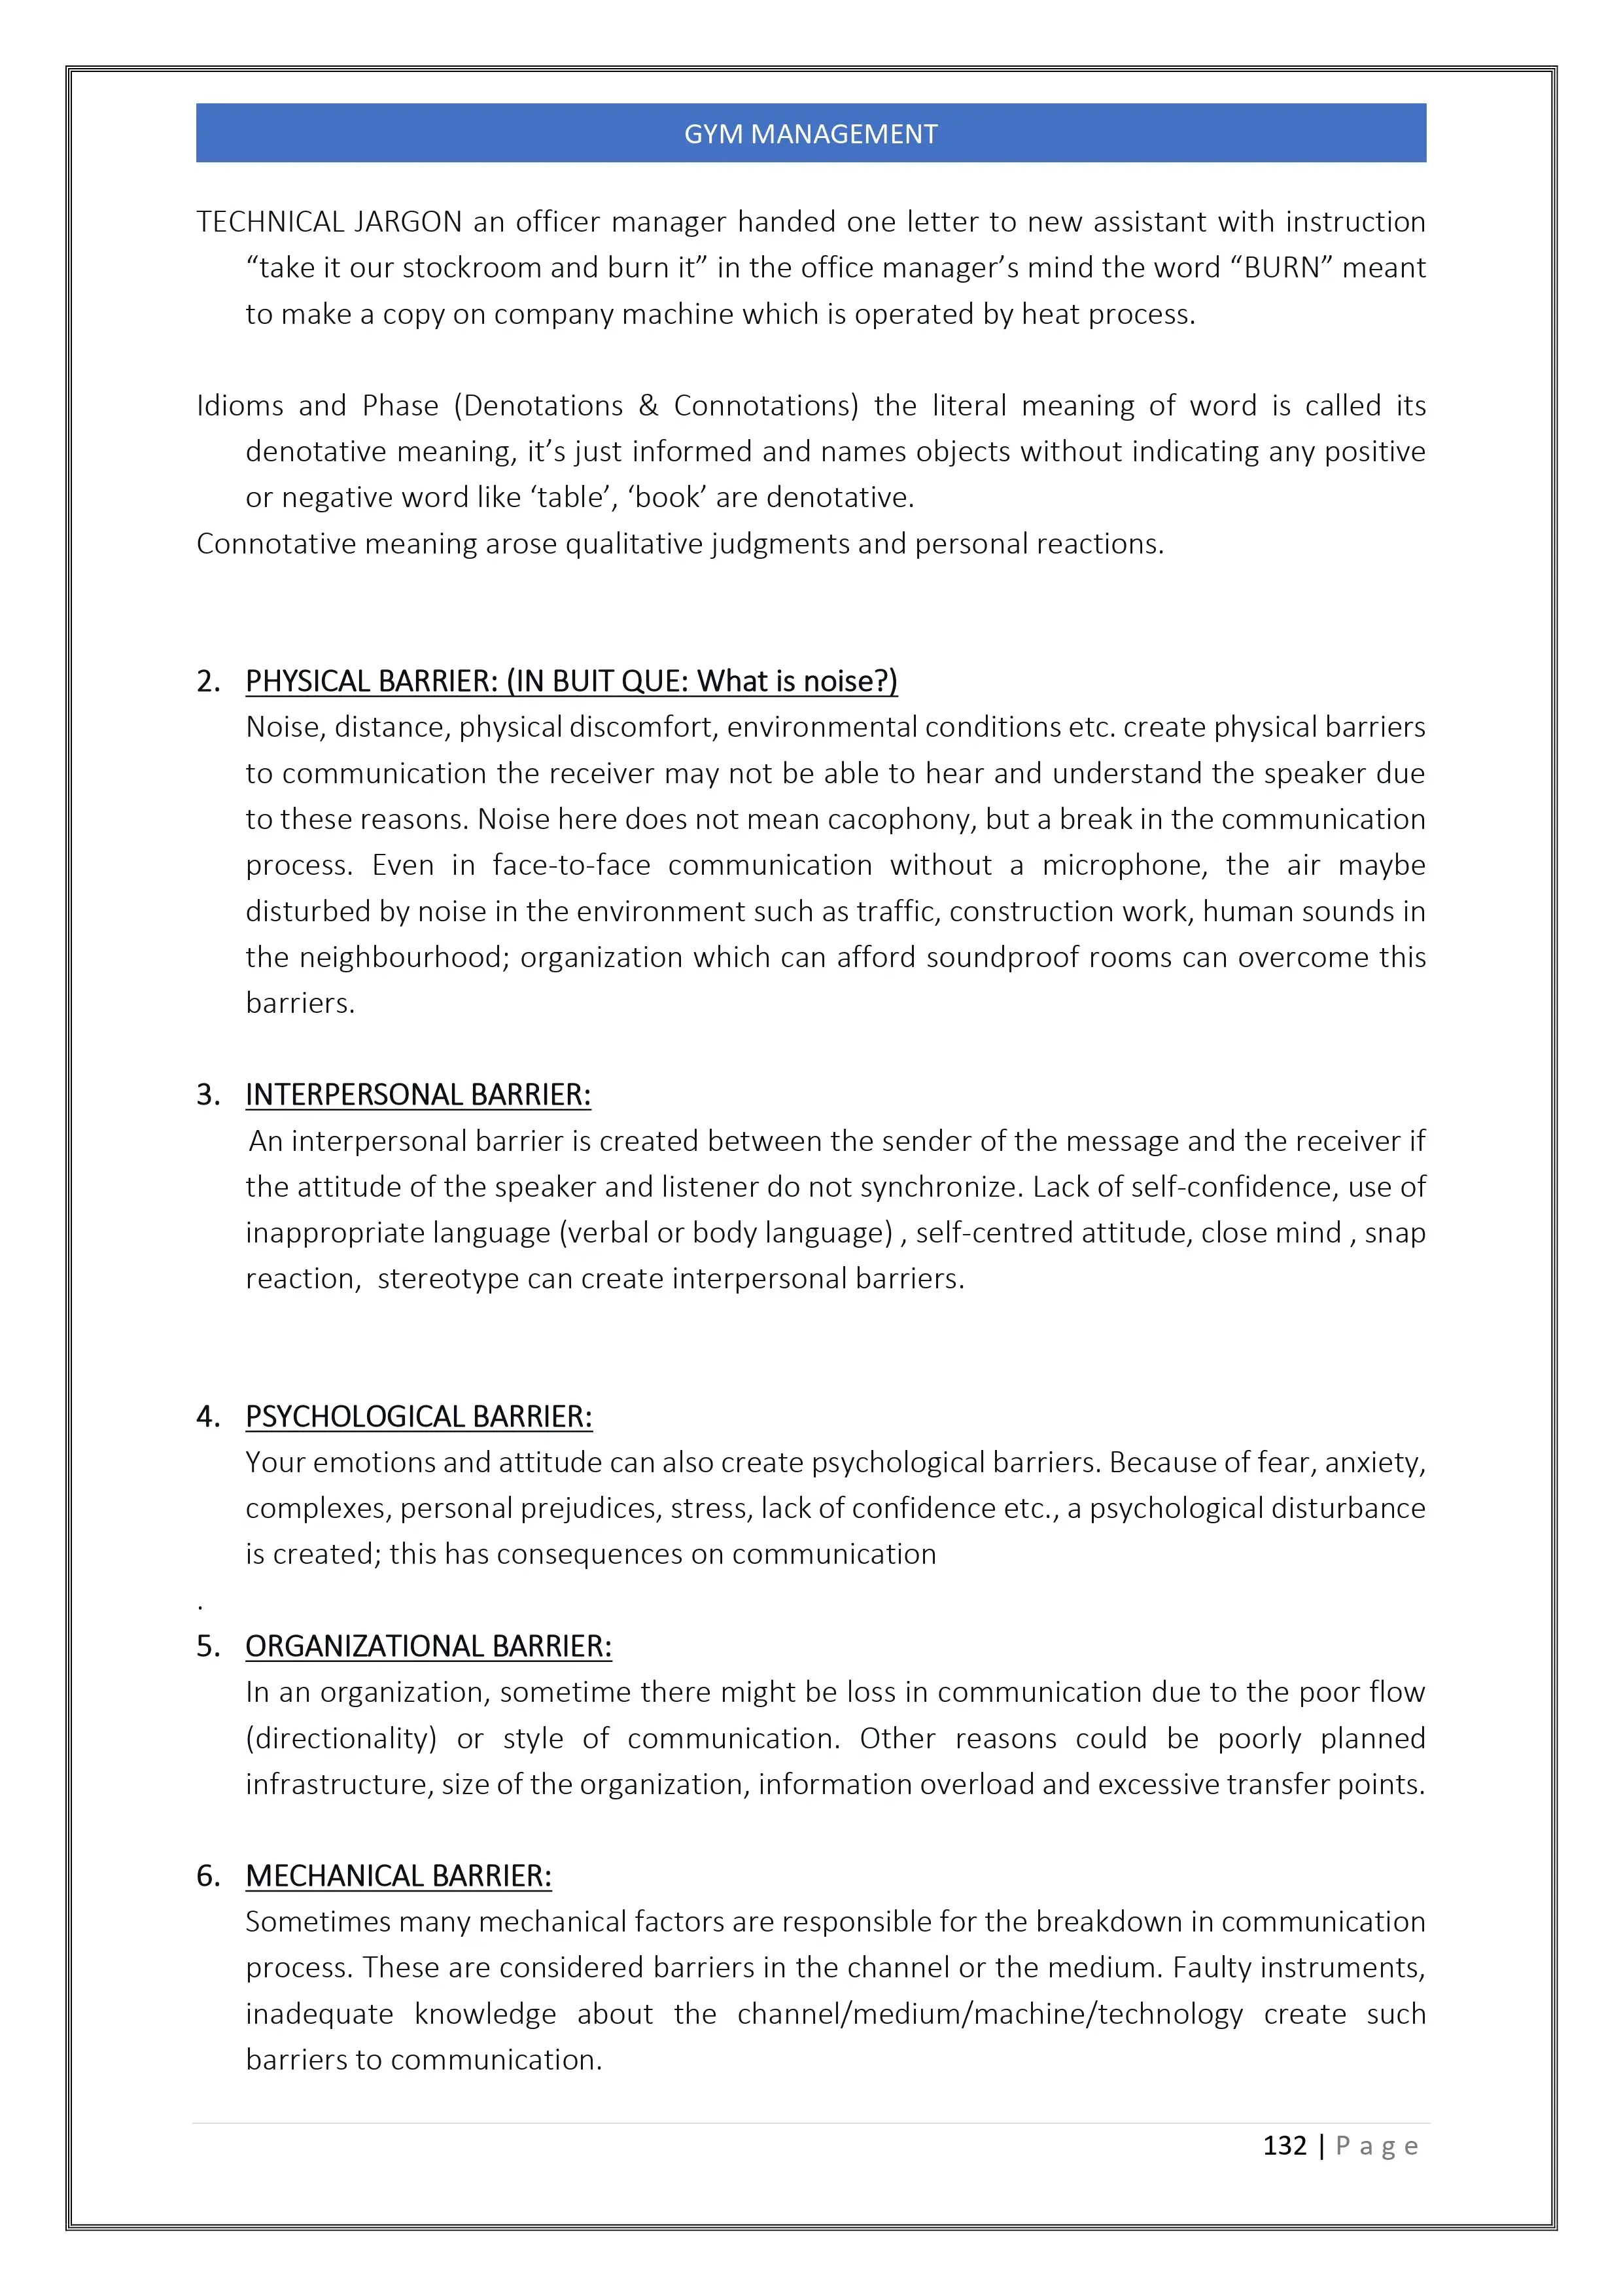 GYM MANAGEMENT
TECHNICAL JARGON an officer manager handed one letter to new assistant with instruction
“take it our stockroom and burn it” in the office manager’s mind the word “BURN” meant
to make a copy on company machine which is operated by heat process.
Idioms and Phase (Denotations & Connotations) the literal meaning of word is called its
denotative meaning, it’s just informed and names objects without indicating any positive
or negative word like ‘table’, ‘book’ are denotative.
Connotative meaning arose qualitative judgments and personal reactions.
2. PHYSICAL BARRIER: (IN BUIT QUE: What is noise?)
Noise, distance, physical discomfort, environmental conditions etc. create physical barriers
to communication the receiver may not be able to hear and understand the speaker due
to these reasons. Noise here does not mean cacophony, but a break in the communication
process. Even in face-to-face communication without a microphone, the air maybe
disturbed by noise in the environment such as traffic, construction work, human sounds in
the neighbourhood; organization which can afford soundproof rooms can overcome this
barriers.
3. INTERPERSONAL BARRIER:
An interpersonal barrier is created between the sender of the message and the receiver if
the attitude of the speaker and listener do not synchronize. Lack of self-confidence, use of
inappropriate language (verbal or body language) , self-centred attitude, close mind , snap
reaction,  stereotype can create interpersonal barriers.
4. PSYCHOLOGICAL BARRIER:
Your emotions and attitude can also create psychological barriers. Because of fear, anxiety,
complexes, personal prejudices, stress, lack of confidence etc., a psychological disturbance
is created; this has consequences on communication
.
5. ORGANIZATIONAL BARRIER:
In an organization, sometime there might be loss in communication due to the poor flow
(directionality) or style of communication. Other reasons could be poorly planned
infrastructure, size of the organization, information overload and excessive transfer points.
6. MECHANICAL BARRIER:
Sometimes many mechanical factors are responsible for the breakdown in communication
process. These are considered barriers in the channel or the medium. Faulty instruments,
inadequate knowledge about the channel/medium/machine/technology create such
barriers to communication.
132 | P a g e